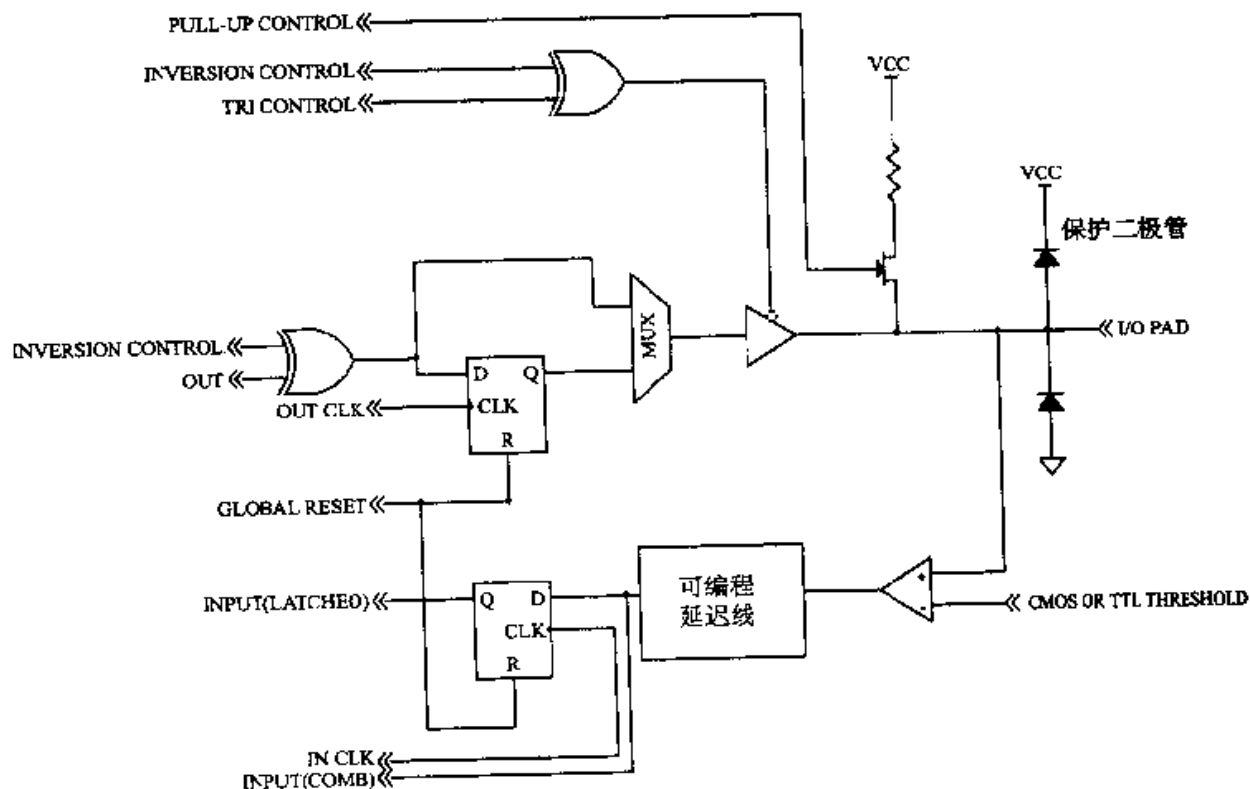 PULL-UP CONTROL
INVERSION CONTROL
TRI CONTROL
VCC
VCC
保护二极管
I/O PAD
MUX
INVERSION CONTROL
OUT
D Q
OUT CLK
CLK
R
GLOBAL RESET
INPUT(LATCHED)
Q D
CLK
R
可编程
延迟线
+
-
CMOS OR TTL THRESHOLD
IN CLK
INPUT(COMB)